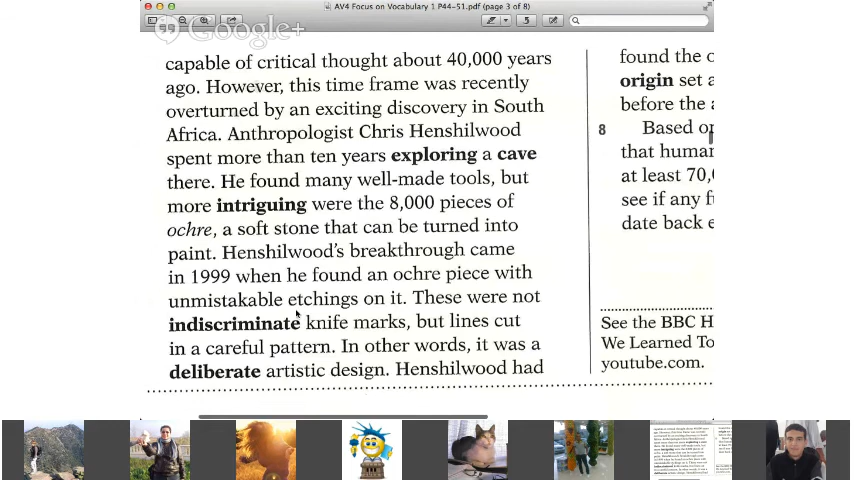 AV4 Focus on Vocabulary 1 P44-51.pdf (page 3 of 8)
Google+
capable of critical thought about 40,000 years
ago. However, this time frame was recently
overturned by an exciting discovery in South
Africa. Anthropologist Chris Henshilwood
spent more than ten years exploring a cave
there. He found many well-made tools, but
more intriguing were the 8,000 pieces of
ochre, a soft stone that can be turned into
paint. Henshilwood's breakthrough came
in 1999 when he found an ochre piece with
unmistakable etchings on it. These were not
indiscriminate knife marks, but lines cut
in a careful pattern. In other words, it was a
deliberate artistic design. Henshilwood had
found the
origin set
before the
8 Based
that human
at least 70,
see if any
date back
See the BBC H
We Learned To
youtube.com.